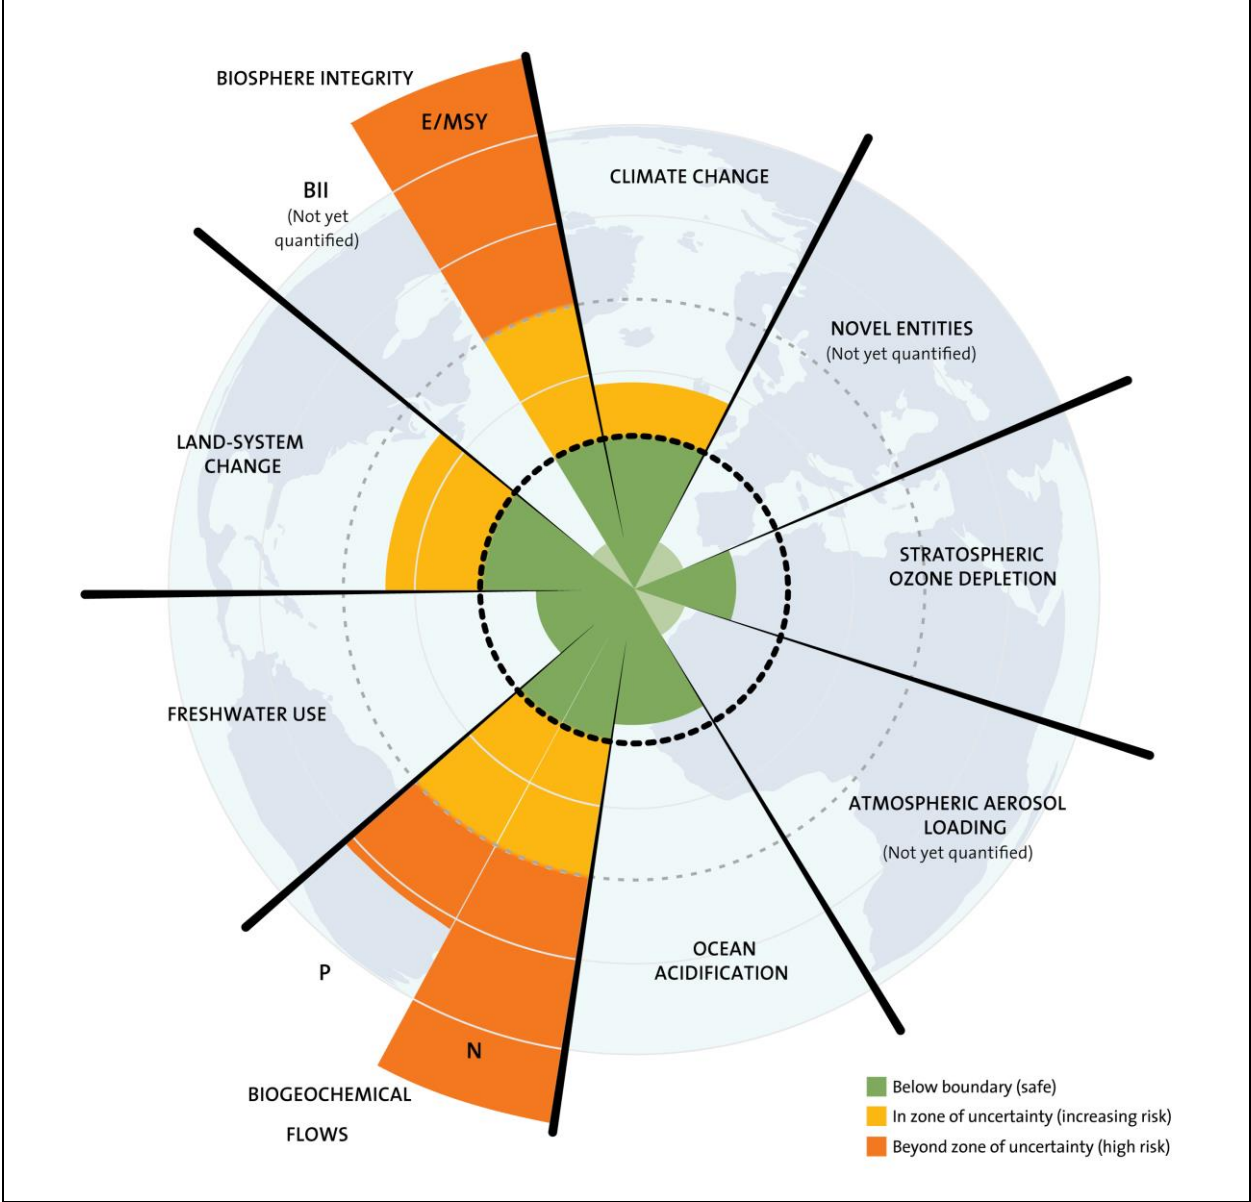 BIOSPHERE INTEGRITY
E/MSY
BII
(Not yet
quantified)
CLIMATE CHANGE
NOVEL ENTITIES
(Not yet quantified)
LAND-SYSTEM
CHANGE
STRATOSPHERIC
OZONE DEPLETION
FRESHWATER USE
ATMOSPHERIC AEROSOL
LOADING
(Not yet quantified)
OCEAN
ACIDIFICATION
P
N
BIOGEOCHEMICAL
FLOWS
Below boundary (safe)
In zone of uncertainty (increasing risk)
Beyond zone of uncertainty (high risk)